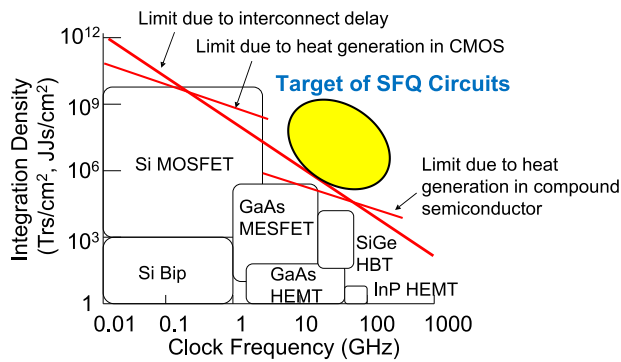 Limit due to interconnect delay
Limit due to heat generation in CMOS
Target of SFQ Circuits
Integration Density
(Trs/cm², JJs/cm²)
10¹²
10⁹
10⁶
10³
1
Si MOSFET
GaAs
MESFET
Si Bip
GaAs
HEMT
SiGe
HBT
InP HEMT
Limit due to heat
generation in compound
semiconductor
0.01 0.1 1 10 100 1000
Clock Frequency (GHz)